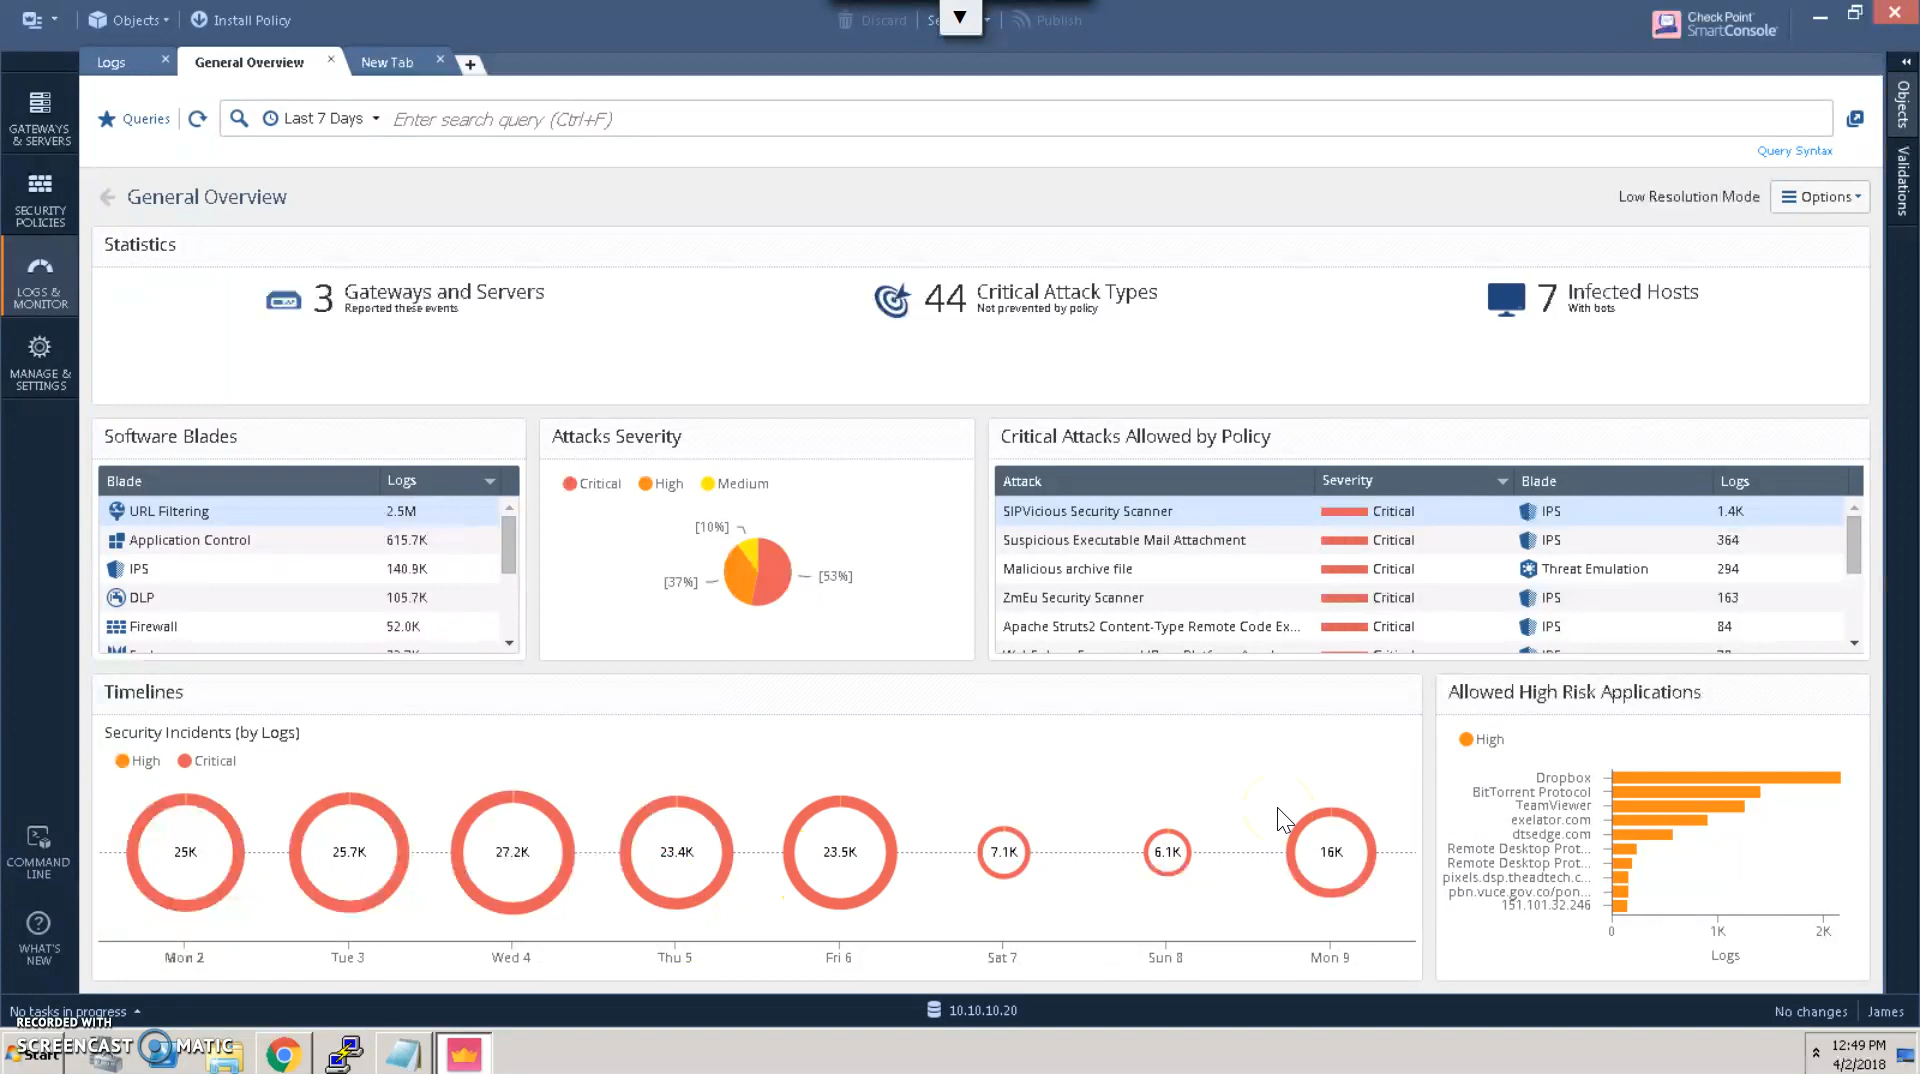 Objects
Install Policy
Discard
Se
Publish
Check Point
SmartConsole
Logs
General Overview
New Tab
Queries
Last 7 Days
Enter search query (Ctrl+F)
Query Syntax
Objects
Validations
GATEWAYS
& SERVERS
SECURITY
POLICIES
LOGS &
MONITOR
MANAGE &
SETTINGS
COMMAND
LINE
WHAT'S
NEW
General Overview
Low Resolution Mode
Options
Statistics
3 Gateways and Servers
Reported these events
44 Critical Attack Types
Not prevented by policy
7 Infected Hosts
With bots
Software Blades
Blade Logs
URL Filtering 2.5M
Application Control 615.7K
IPS 140.9K
DLP 105.7K
Firewall 52.0K
Attacks Severity
Critical High Medium
[10%]
[37%]
[53%]
Critical Attacks Allowed by Policy
Attack Severity Blade Logs
SIPVicious Security Scanner Critical IPS 1.4K
Suspicious Executable Mail Attachment Critical IPS 364
Malicious archive file Critical Threat Emulation 294
ZmEu Security Scanner Critical IPS 163
Apache Struts2 Content-Type Remote Code Ex... Critical IPS 84
Timelines
Security Incidents (by Logs)
High Critical
25K 25.7K 27.2K 23.4K 23.5K 7.1K 6.1K 16K
Mon 2 Tue 3 Wed 4 Thu 5 Fri 6 Sat 7 Sun 8 Mon 9
Allowed High Risk Applications
High
Dropbox
BitTorrent Protocol
TeamViewer
exelator.com
dtsedge.com
Remote Desktop Prot...
Remote Desktop Prot...
pixels.dsp.theadtech.c...
pbn.vuce.gov.co/pon...
151.101.32.246
0 1K 2K
Logs
No tasks in progress
10.10.10.20
No changes
James
RECORDED WITH
SCREENCAST MATIC
Start
12:49 PM
4/2/2018